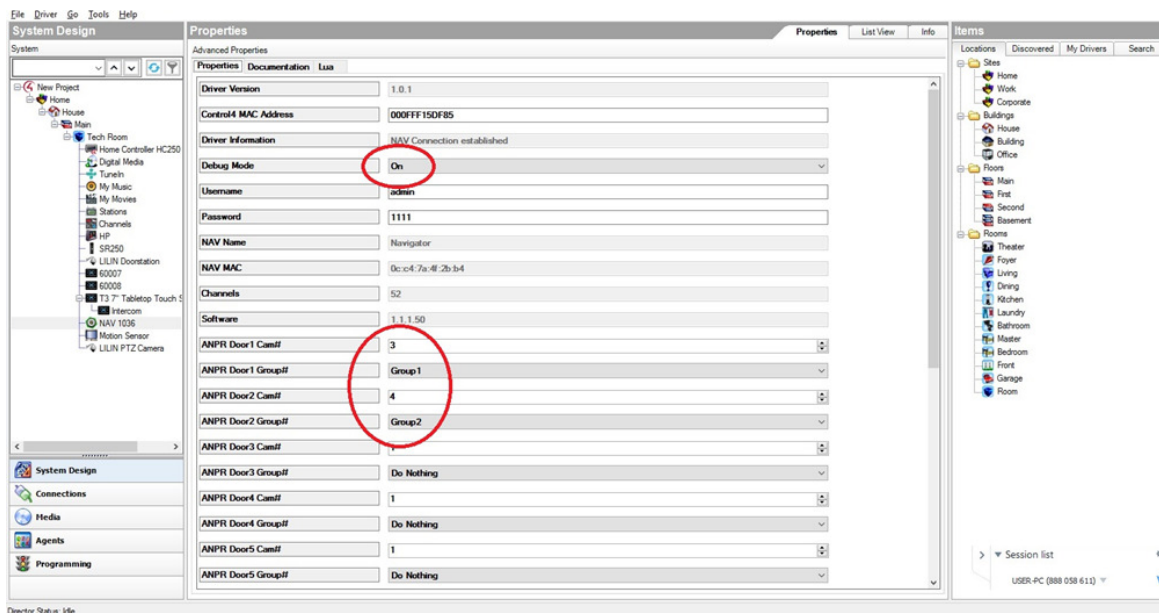 File Driver Go Tools Help
System Design
System
New Project
Home
House
Main
Tech Room
Home Controller HC250
Digital Media
TuneIn
My Music
My Movies
Stations
Channels
HP
SR250
LILIN Doorstation
60007
60008
T3 7" Tabletop Touch S
Intercom
NAV 1036
Motion Sensor
LILIN PTZ Camera
System Design
Connections
Media
Agents
Programming
Director Status: Idle
Properties
Properties List View Info
Advanced Properties
Properties Documentation Lua
Driver Version 1.0.1
Control4 MAC Address 000FFF15DF85
Driver Information NAV Connection established
Debug Mode On
Username admin
Password 1111
NAV Name Navigator
NAV MAC 0c:c4:7a:4f:2b:b4
Channels 52
Software 1.1.1.50
ANPR Door1 Cam# 3
ANPR Door1 Group# Group1
ANPR Door2 Cam# 4
ANPR Door2 Group# Group2
ANPR Door3 Cam#
ANPR Door3 Group# Do Nothing
ANPR Door4 Cam# 1
ANPR Door4 Group# Do Nothing
ANPR Door5 Cam# 1
ANPR Door5 Group# Do Nothing
Items
Locations Discovered My Drivers Search
Sites
Home
Work
Corporate
Buildings
House
Building
Office
Floors
Main
First
Second
Basement
Rooms
Theater
Foyer
Living
Dining
Kitchen
Laundry
Bathroom
Master
Bedroom
Front
Garage
Room
Session list
USER-PC (888 058 611)